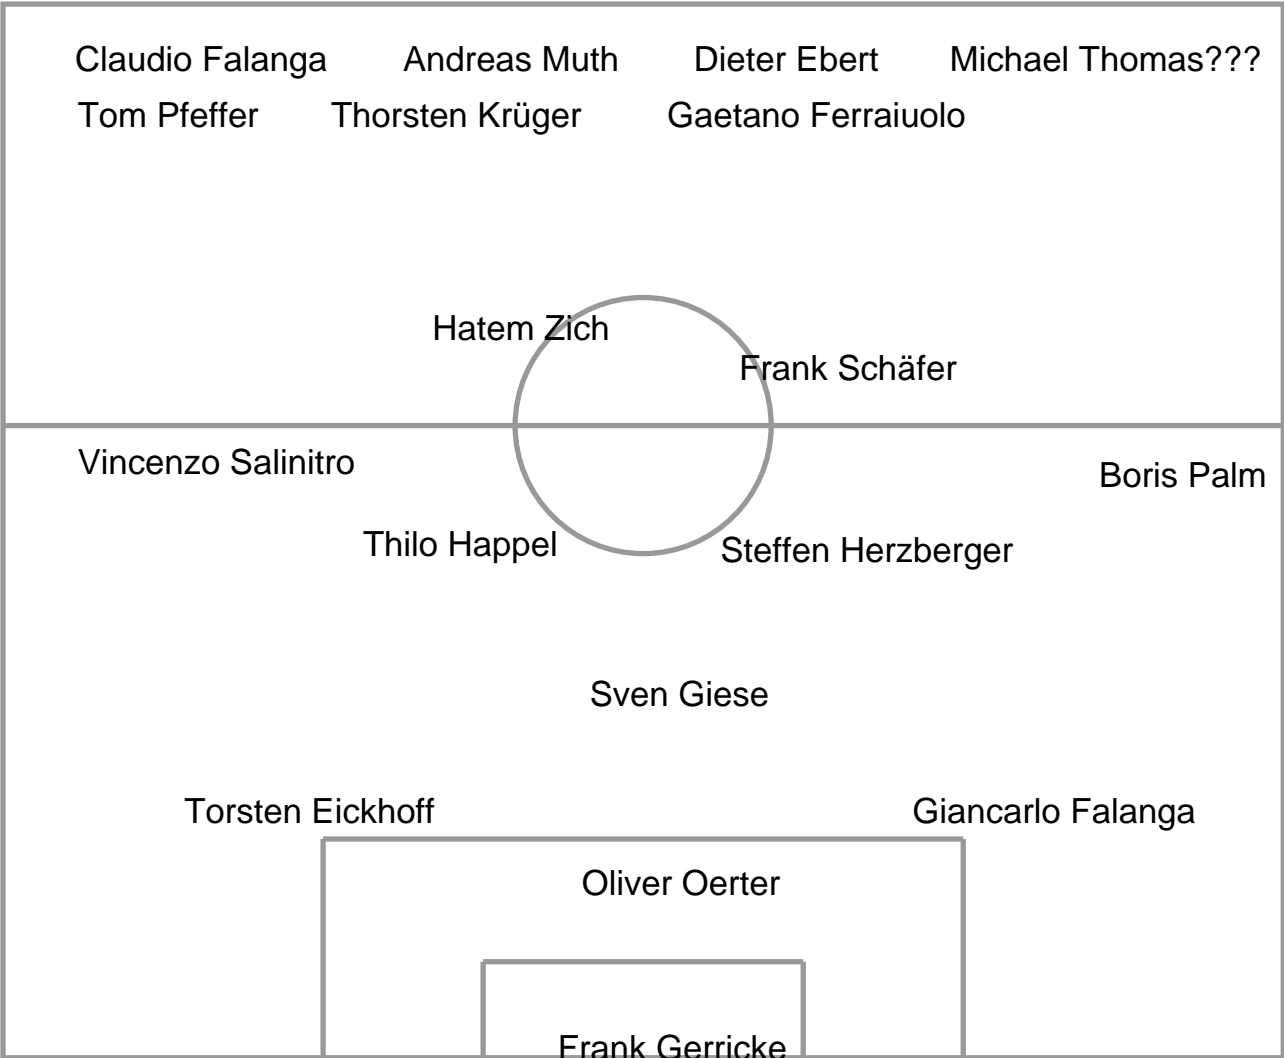 Claudio Falanga Andreas Muth Dieter Ebert Michael Thomas???
Tom Pfeffer Thorsten Krüger Gaetano Ferraiuolo
Hatem Zich
Frank Schäfer
Vincenzo Salinitro
Boris Palm
Thilo Happel
Steffen Herzberger
Sven Giese
Torsten Eickhoff Giancarlo Falanga
Oliver Oerter
Frank Gerricke